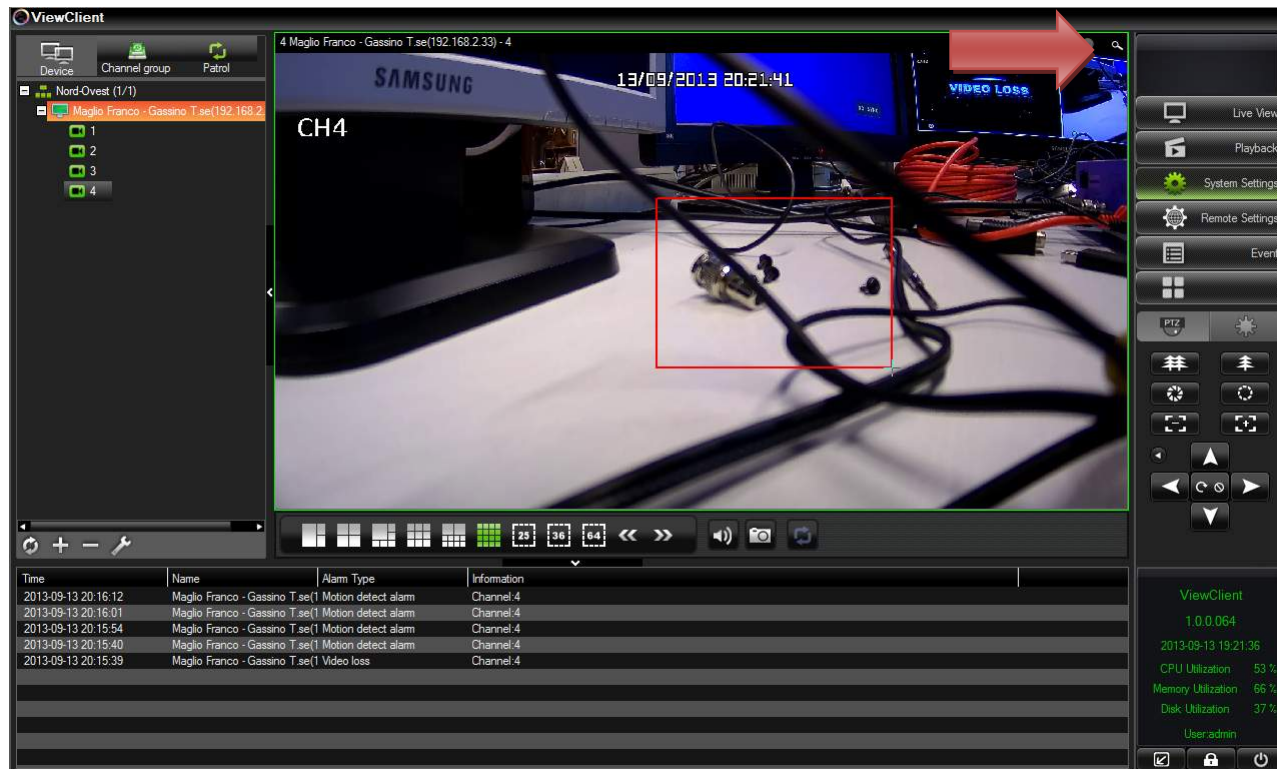 ViewClient
Device
Channel group
Patrol
Nord-Ovest (1/1)
Maglio Franco - Gassino T.se(192.168.2.
1
2
3
4
4 Maglio Franco - Gassino T.se(192.168.2.33) - 4
SAMSUNG
13/09/2013 20:21:41
VIDEO LOSS
CH4
25
36
64
Live View
Playback
System Settings
Remote Settings
Event
PTZ
Time Name Alarm Type Information
2013-09-13 20:16:12 Maglio Franco - Gassino T.se(1 Motion detect alarm Channel:4
2013-09-13 20:16:01 Maglio Franco - Gassino T.se(1 Motion detect alarm Channel:4
2013-09-13 20:15:54 Maglio Franco - Gassino T.se(1 Motion detect alarm Channel:4
2013-09-13 20:15:40 Maglio Franco - Gassino T.se(1 Motion detect alarm Channel:4
2013-09-13 20:15:39 Maglio Franco - Gassino T.se(1 Video loss Channel:4
ViewClient
1.0.0.064
2013-09-13 19:21:36
CPU Utilization 53 %
Memory Utilization 66 %
Disk Utilization 37 %
User:admin